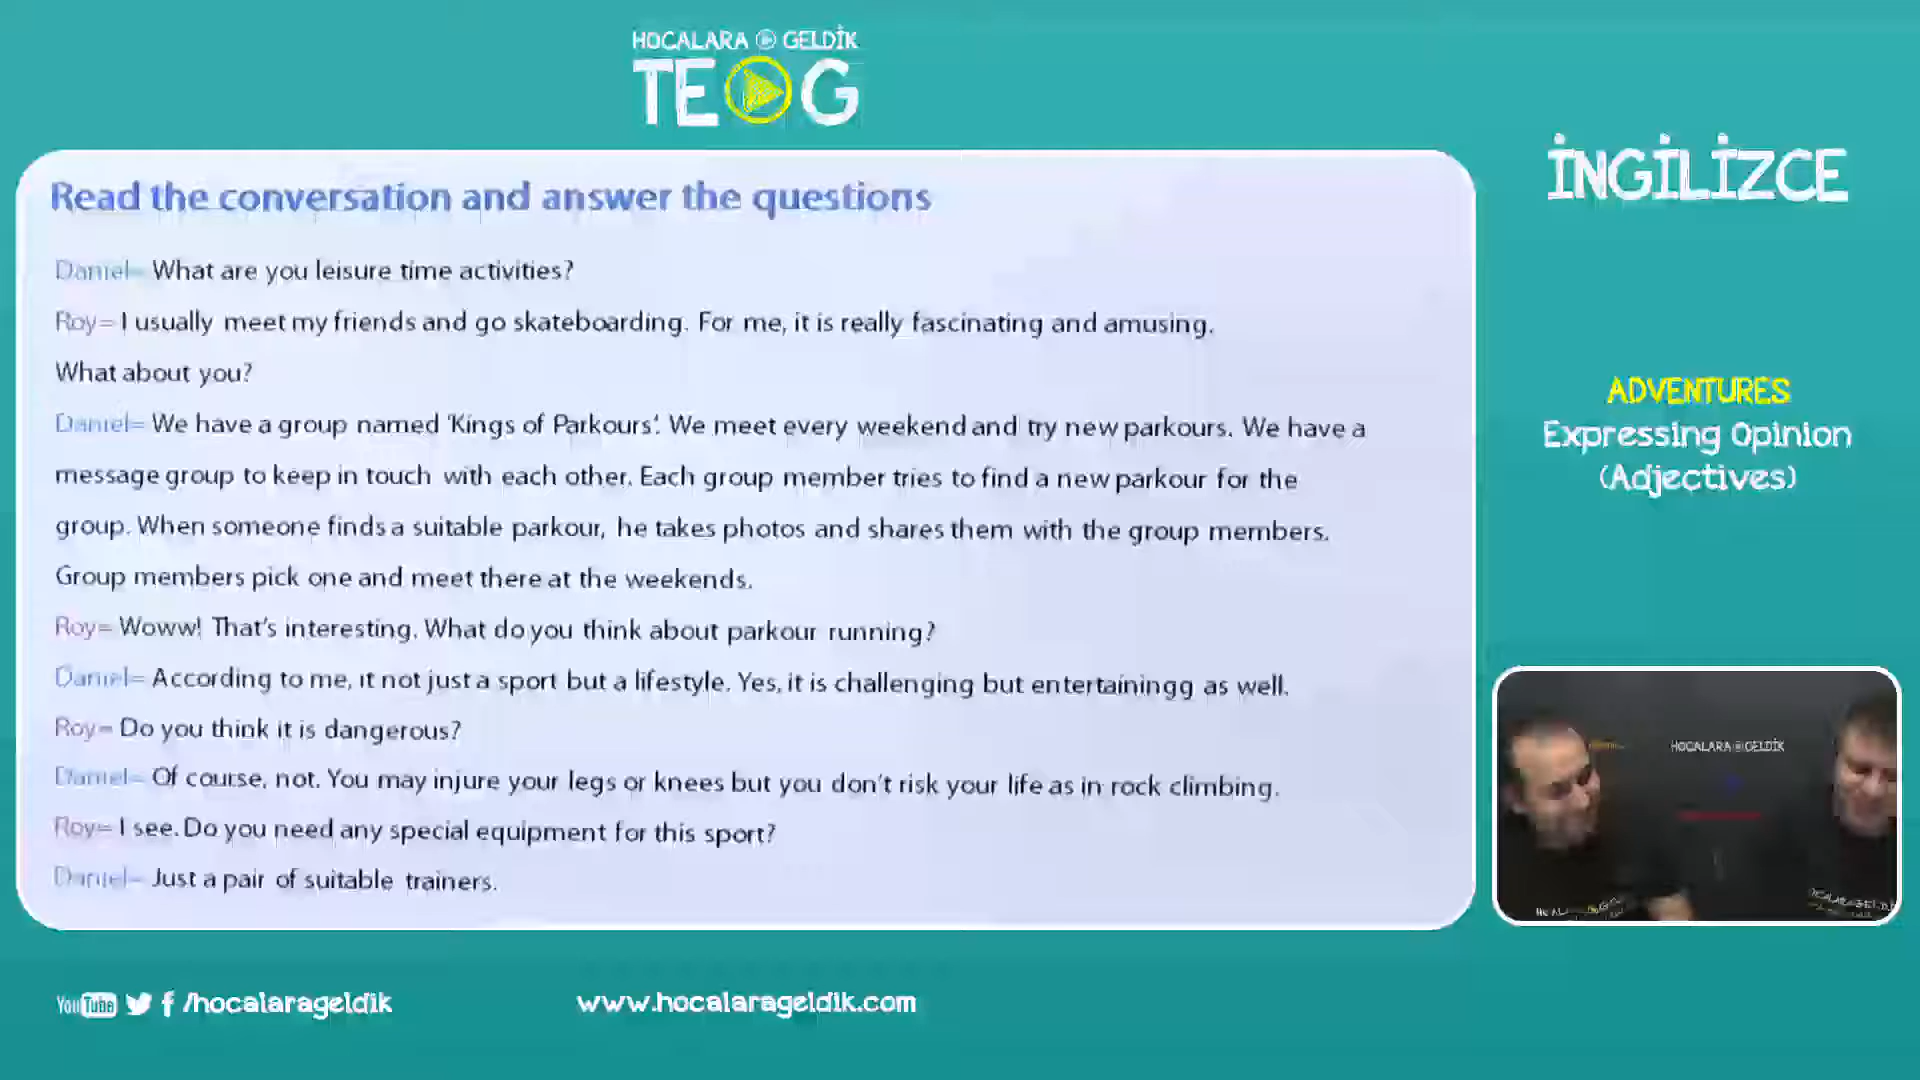 HOCALARA GELDİK
TEOG
İNGİLİZCE
Read the conversation and answer the questions
Daniel= What are you leisure time activities?
Roy= I usually meet my friends and go skateboarding. For me, it is really fascinating and amusing.
What about you?
Daniel= We have a group named 'Kings of Parkours'. We meet every weekend and try new parkours. We have a
message group to keep in touch with each other. Each group member tries to find a new parkour for the
group. When someone finds a suitable parkour, he takes photos and shares them with the group members.
Group members pick one and meet there at the weekends.
Roy= Woww! That's interesting. What do you think about parkour running?
Daniel= According to me, it not just a sport but a lifestyle. Yes, it is challenging but entertainingg as well.
Roy= Do you think it is dangerous?
Daniel= Of course, not. You may injure your legs or knees but you don't risk your life as in rock climbing.
Roy= I see. Do you need any special equipment for this sport?
Daniel= Just a pair of suitable trainers.
ADVENTURES
Expressing Opinion
(Adjectives)
HOCALARA GELDİK
YouTube f /hocalarageldik
www.hocalarageldik.com